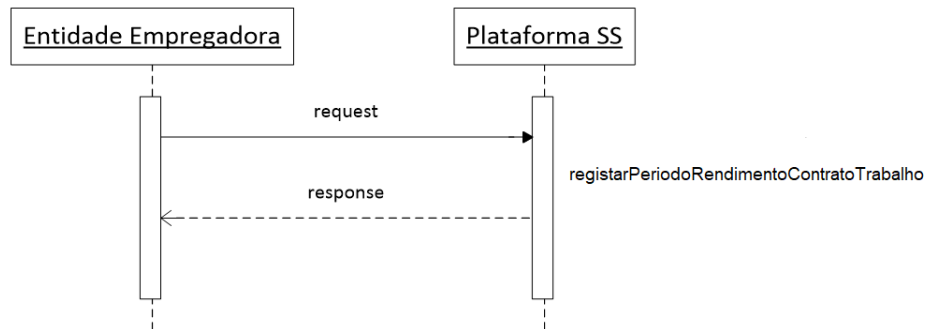 Entidade Empregadora
Plataforma SS
request
registarPeriodoRendimentoContratoTrabalho
response